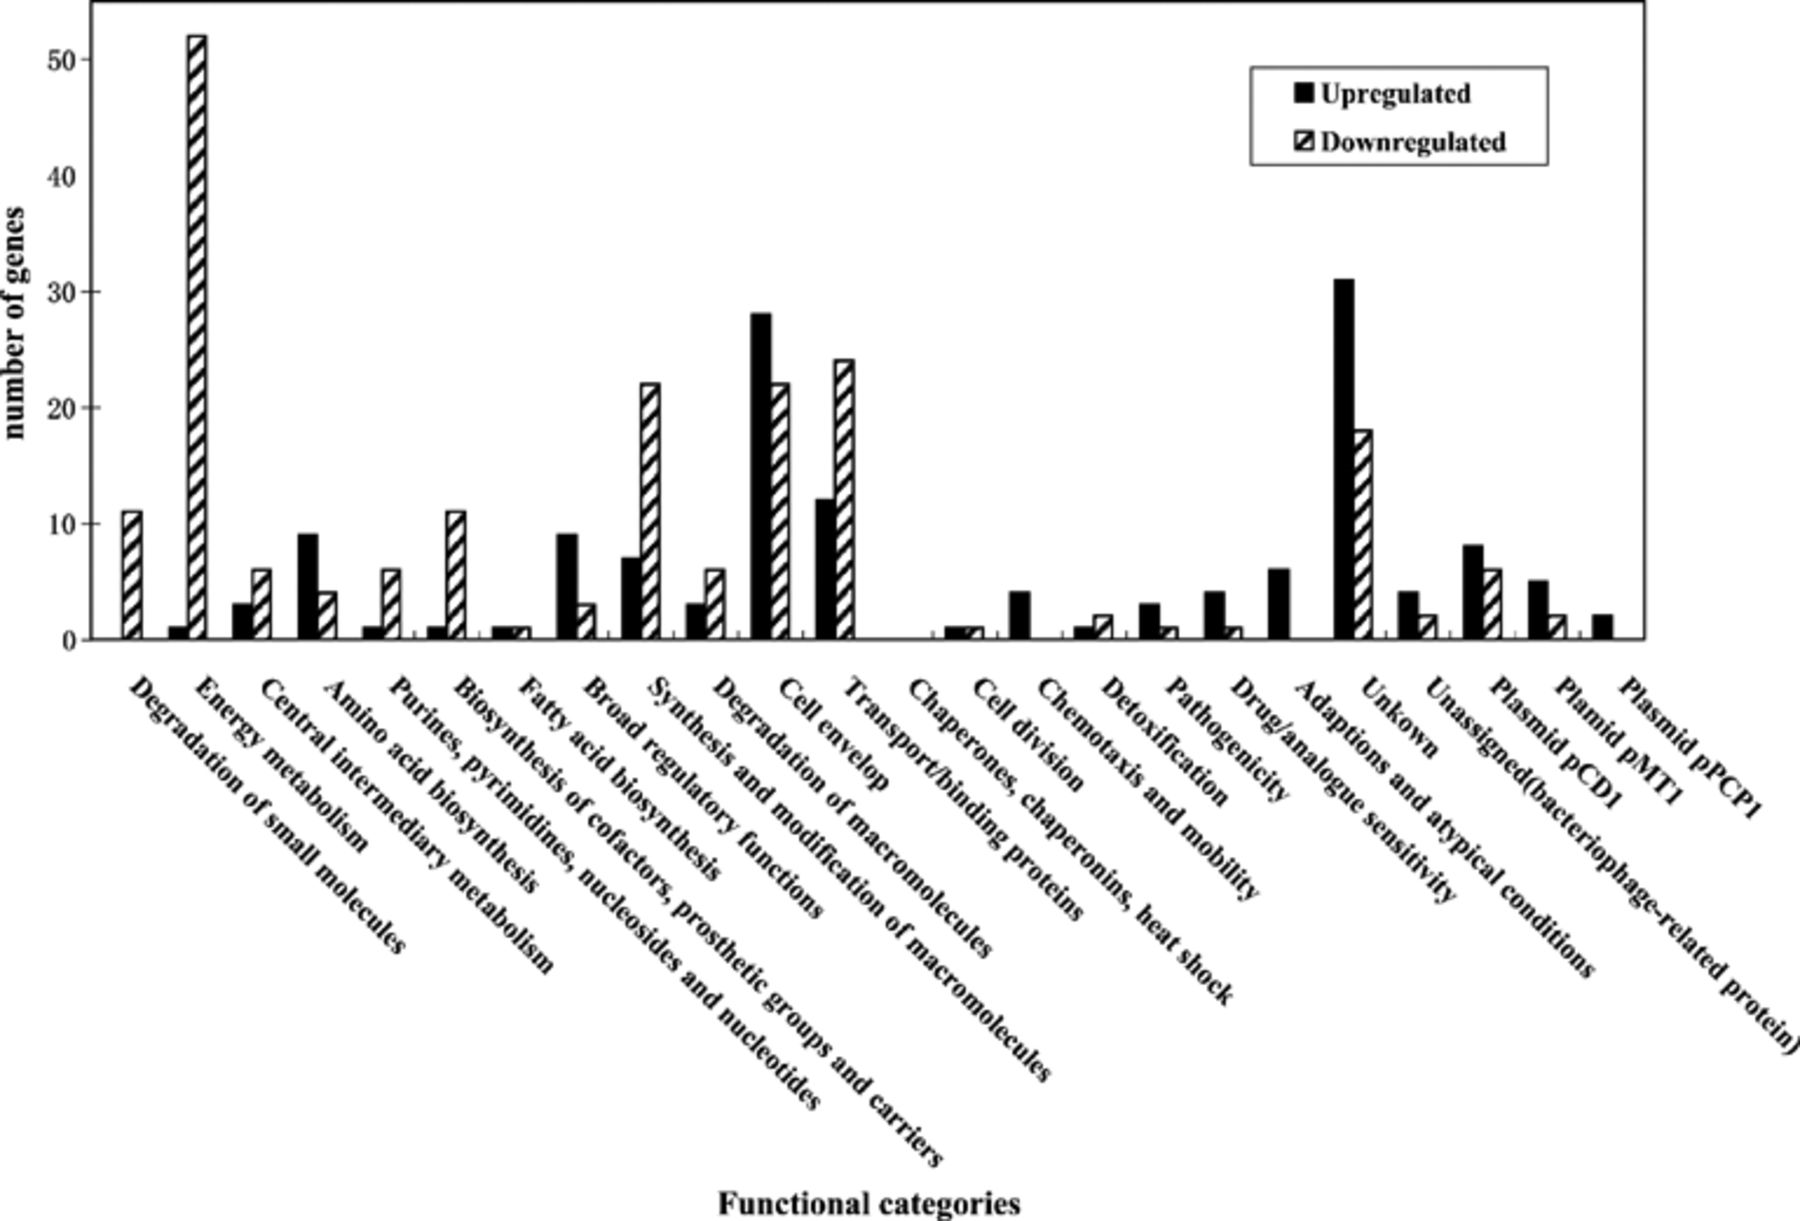 Upregulated
Downregulated
number of genes
50
40
30
20
10
0
Degradation of small molecules
Energy metabolism
Central intermediary metabolism
Amino acid biosynthesis
Purines, pyrimidines, nucleosides and nucleotides
Biosynthesis of cofactors, prosthetic groups and carriers
Fatty acid biosynthesis
Broad regulatory functions
Synthesis and modification of macromolecules
Degradation of macromolecules
Cell envelop
Transport/binding proteins
Chaperones, chaperonins, heat shock
Cell division
Chemotaxis and mobility
Detoxification
Pathogenicity
Drug/analogue sensitivity
Adaptions and atypical conditions
Unkown
Unassigned(bacteriophage-related protein)
Plasmid pCD1
Plamid pMT1
Plasmid pPCP1
Functional categories